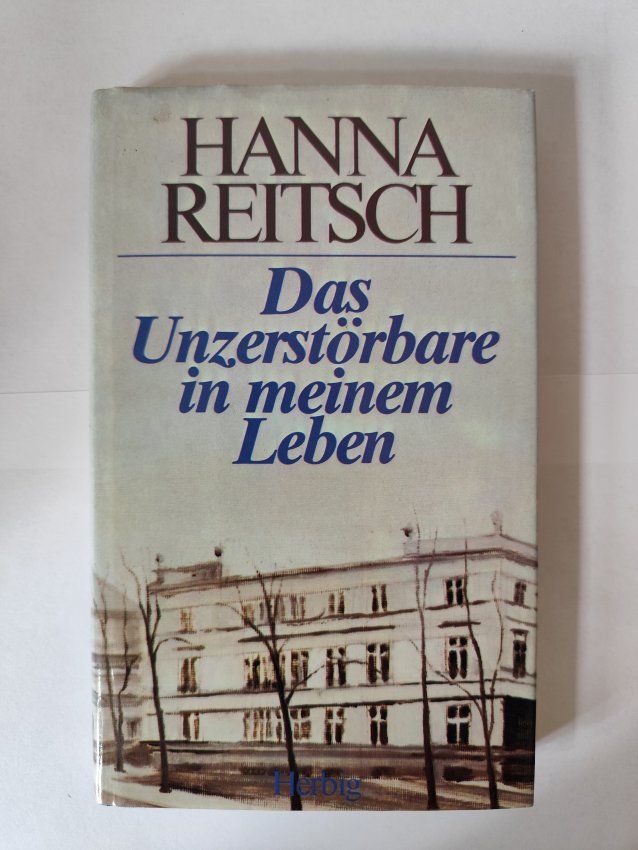 HANNA
REITSCH
Das
Unzerstörbare
in meinem
Leben
Herbig